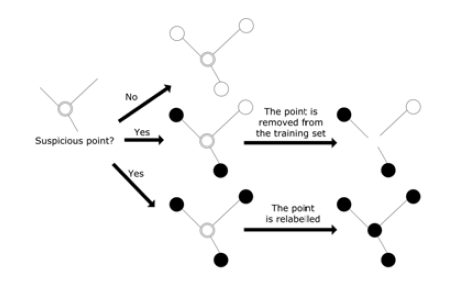 No
Suspicious point?
Yes
The point is
removed from
the training set
Yes
The point
is relabelled